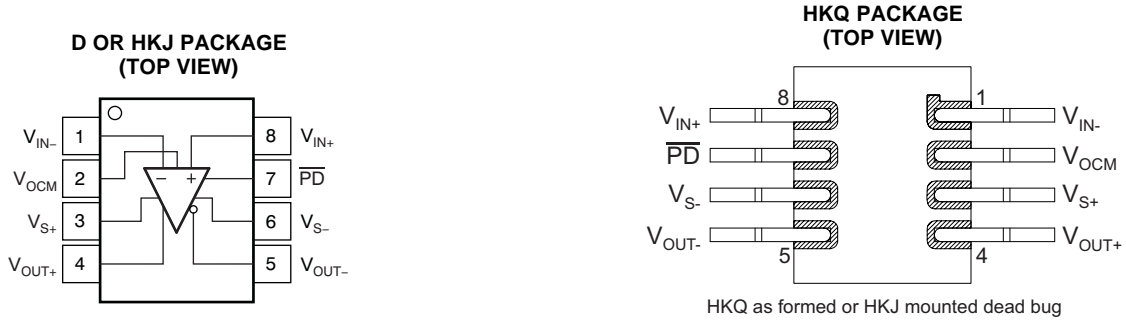 D OR HKJ PACKAGE
(TOP VIEW)
V_IN− 1 8 V_IN+
V_OCM 2 7 P̅D̅
V_S+ 3 6 V_S−
V_OUT+ 4 5 V_OUT−
− +
HKQ PACKAGE
(TOP VIEW)
8 1
V_IN+ V_IN-
P̅D̅ V_OCM
V_S- V_S+
V_OUT- V_OUT+
5 4
HKQ as formed or HKJ mounted dead bug